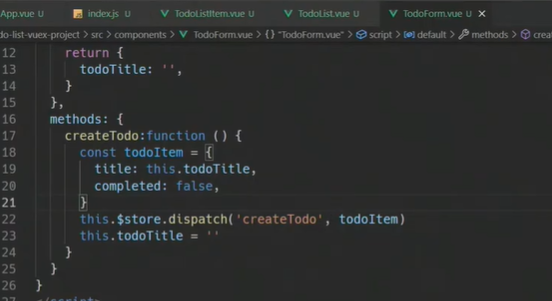 App.vue U index.js U TodoListItem.vue U TodoList.vue U TodoForm.vue U
do-list-vuex-project > src > components > TodoForm.vue > {} "TodoForm.vue" > script > default > methods > crea
12 return {
13 todoTitle: '',
14 }
15 },
16 methods: {
17 createTodo:function () {
18 const todoItem = {
19 title: this.todoTitle,
20 completed: false,
21 }
22 this.$store.dispatch('createTodo', todoItem)
23 this.todoTitle = ''
24 }
25 }
26 }
27 </script>